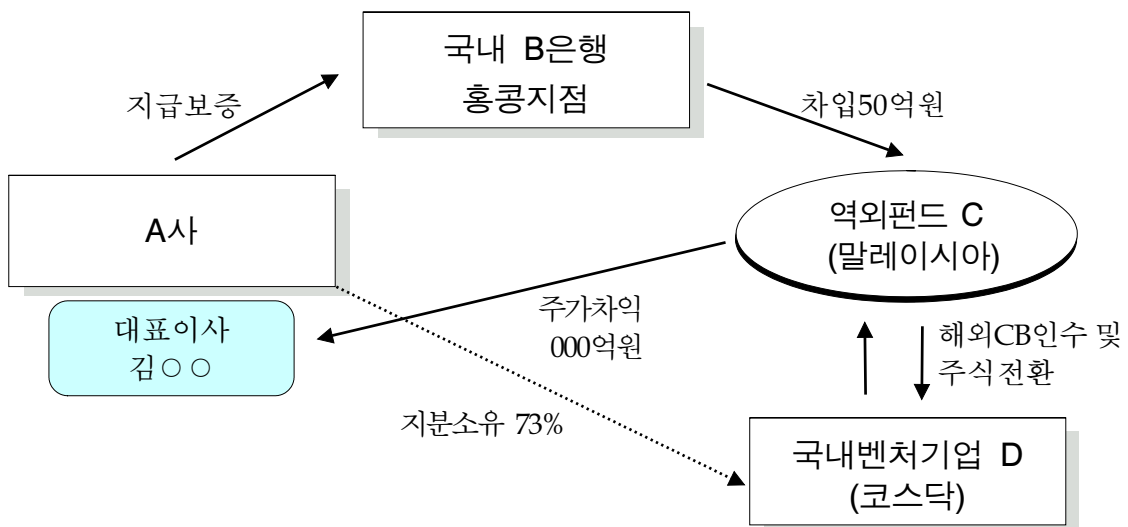 국내 B은행
홍콩지점
지급보증
차입50억원
A사
역외펀드 C
(말레이시아)
대표이사
김○○
주가차익
000억원
해외CB인수 및
주식전환
지분소유 73%
국내벤처기업 D
(코스닥)